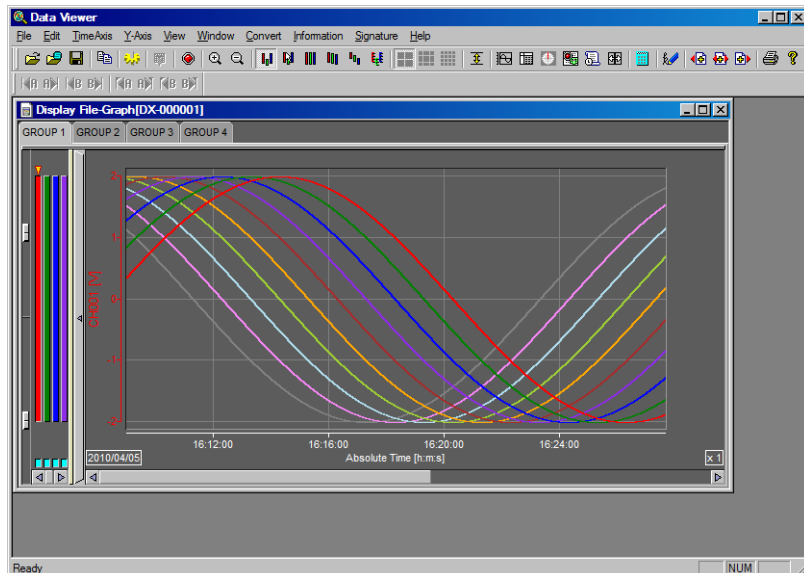 Data Viewer
File Edit TimeAxis Y-Axis View Window Convert Information Signature Help
Display File-Graph[DX-000001]
GROUP 1 GROUP 2 GROUP 3 GROUP 4
2
1
0
-1
-2
CH001 [V]
16:12:00 16:16:00 16:20:00 16:24:00
2010/04/05 Absolute Time [h:m:s] x 1
Ready NUM